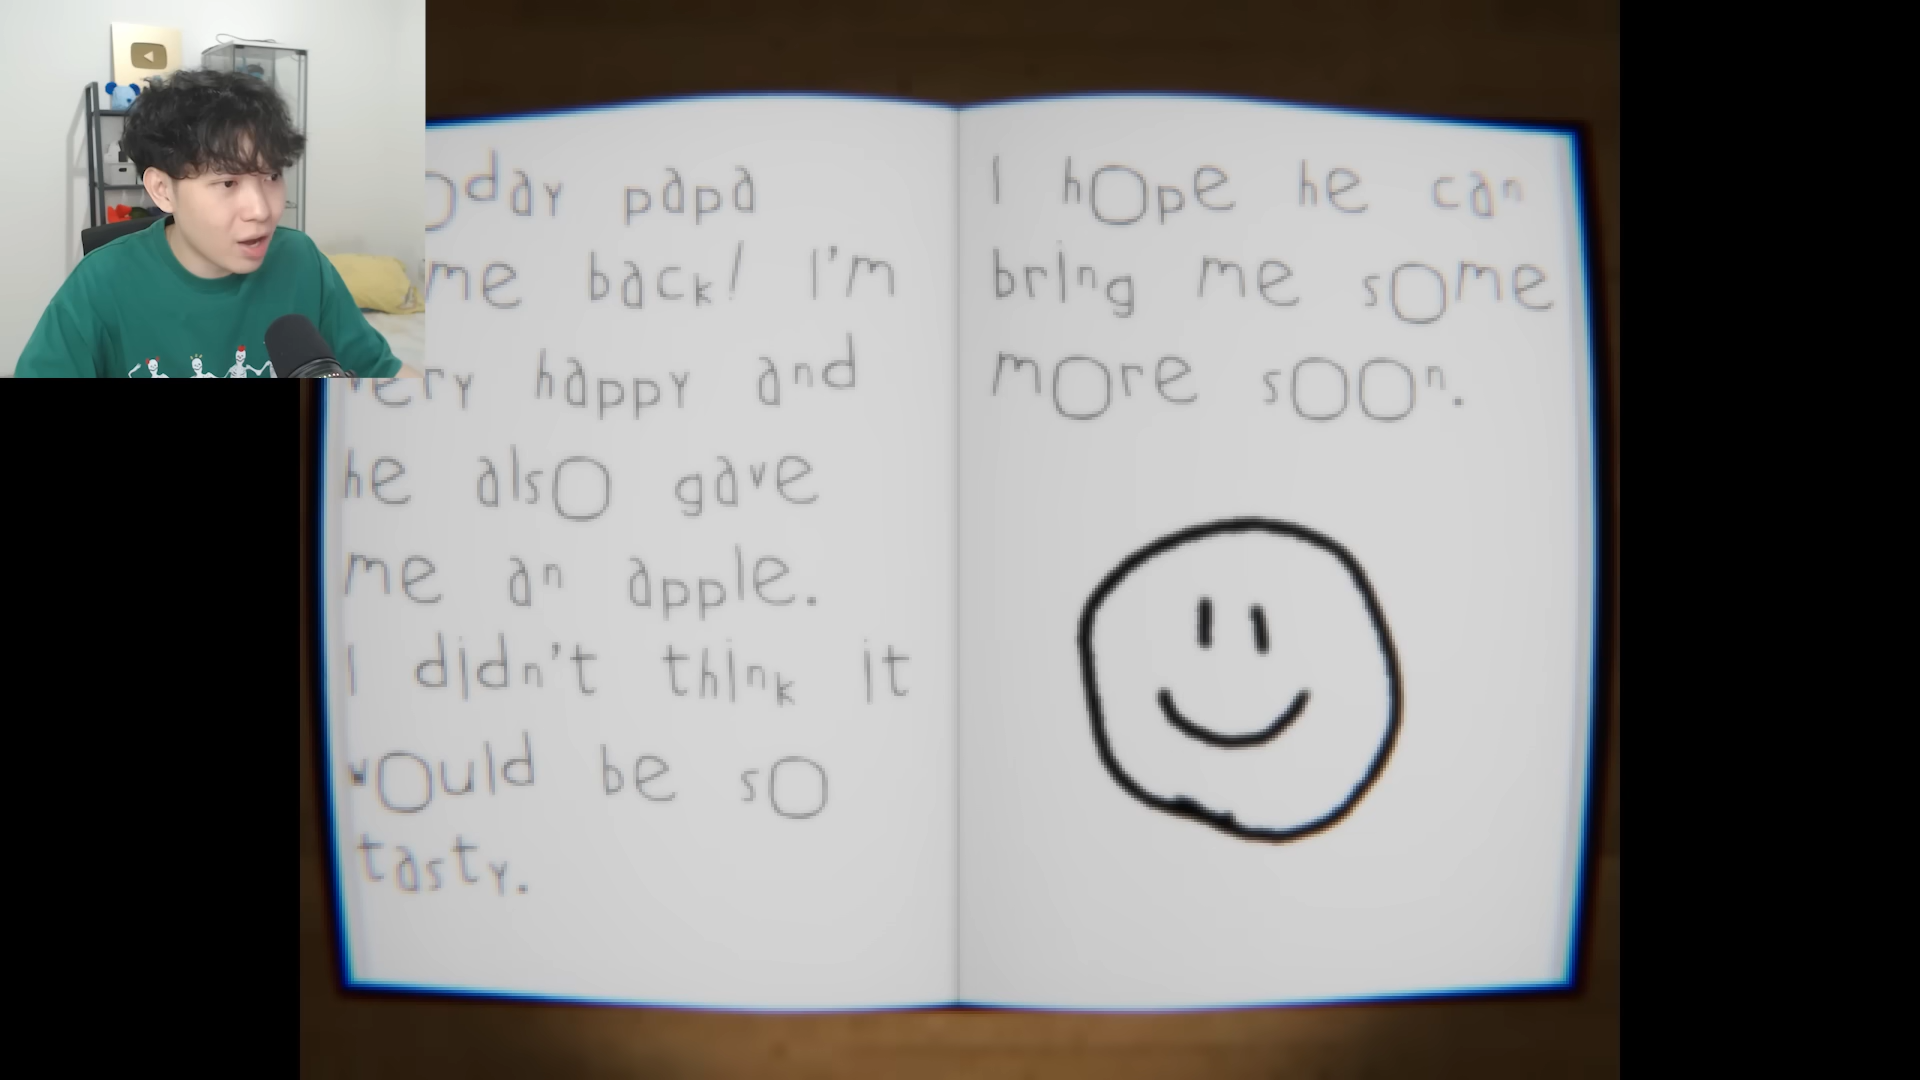 oday papa
me back! I'm
very happy and
he also gave
me an apple.
I didn't think it
would be so
tasty.
I hope he can
bring me some
more soon.